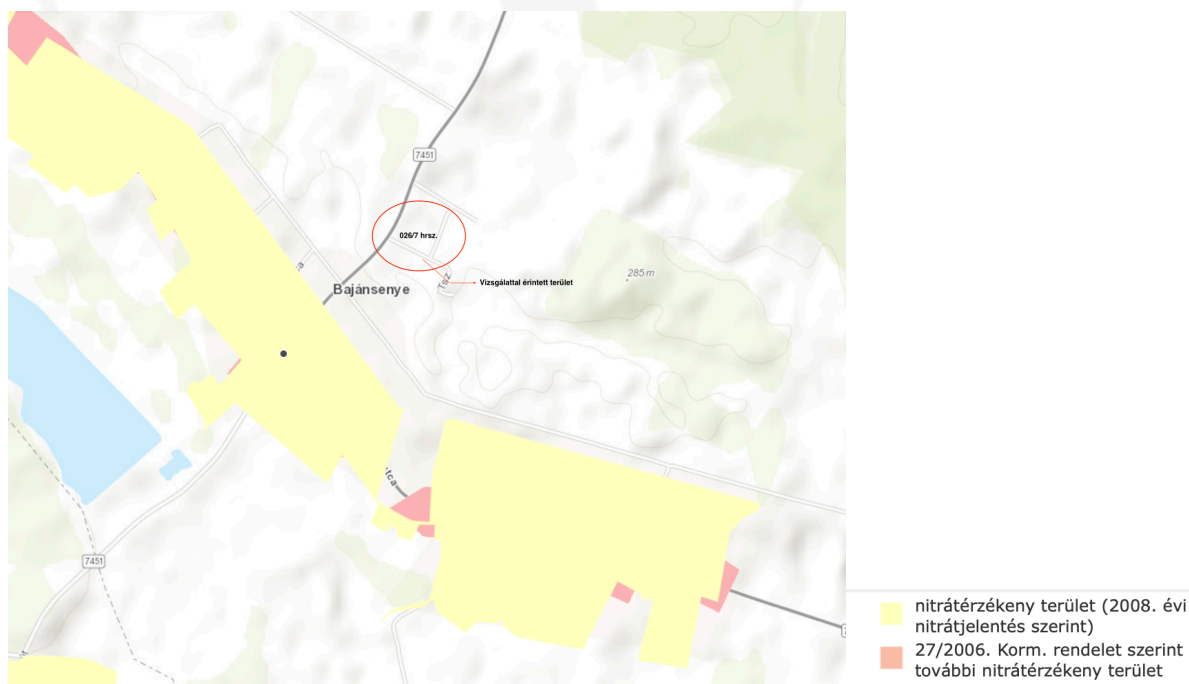 7451
026/7 hrsz.
Tsz.
Vizsgálattal érintett terület
285 m
Bajánsenye
7451
nitrátérzékeny terület (2008. évi
nitrátjelentés szerint)
27/2006. Korm. rendelet szerint
további nitrátérzékeny terület